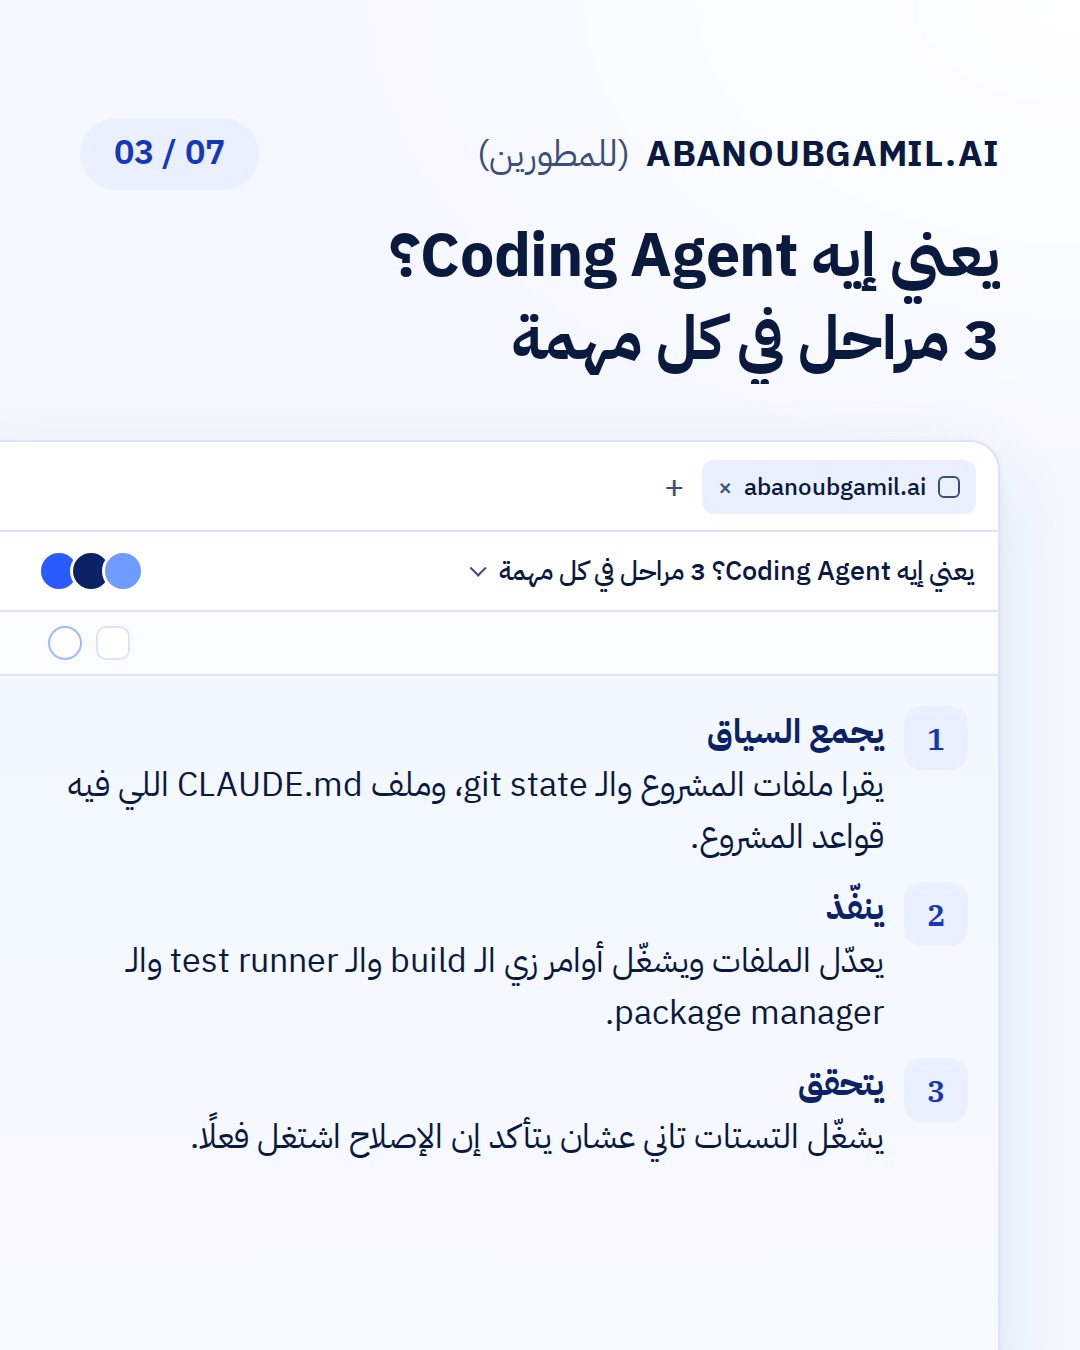 ABANOUBGAMIL.AI (للمطورين)
03 / 07
يعني إيه Coding Agent؟
3 مراحل في كل مهمة
abanoubgamil.ai × +
يعني إيه Coding Agent؟ 3 مراحل في كل مهمة
1
يجمع السياق
يقرا ملفات المشروع والـ git state، وملف CLAUDE.md اللي فيه
قواعد المشروع.
2
ينفّذ
يعدّل الملفات ويشغّل أوامر زي الـ build والـ test runner والـ
package manager.
3
يتحقق
يشغّل التستات تاني عشان يتأكد إن الإصلاح اشتغل فعلًا.